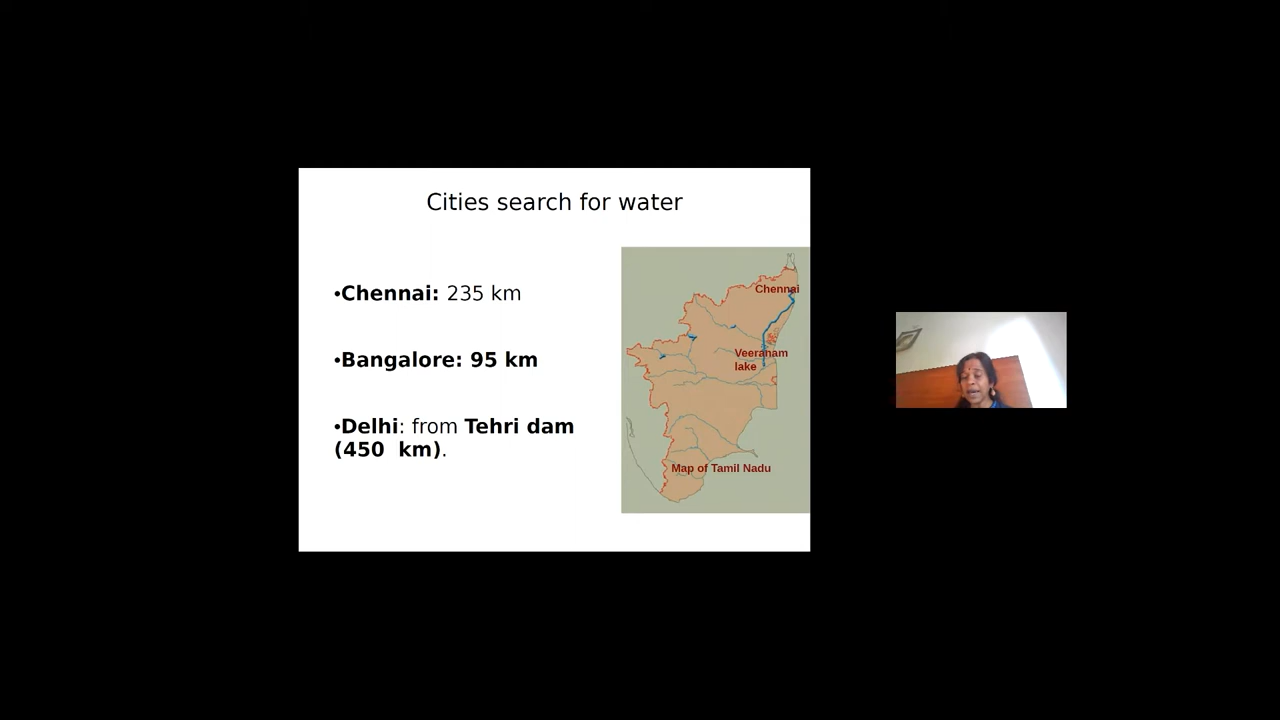 Cities search for water
•Chennai: 235 km
•Bangalore: 95 km
•Delhi: from Tehri dam
(450 km).
Chennai
Veeranam
lake
Map of Tamil Nadu